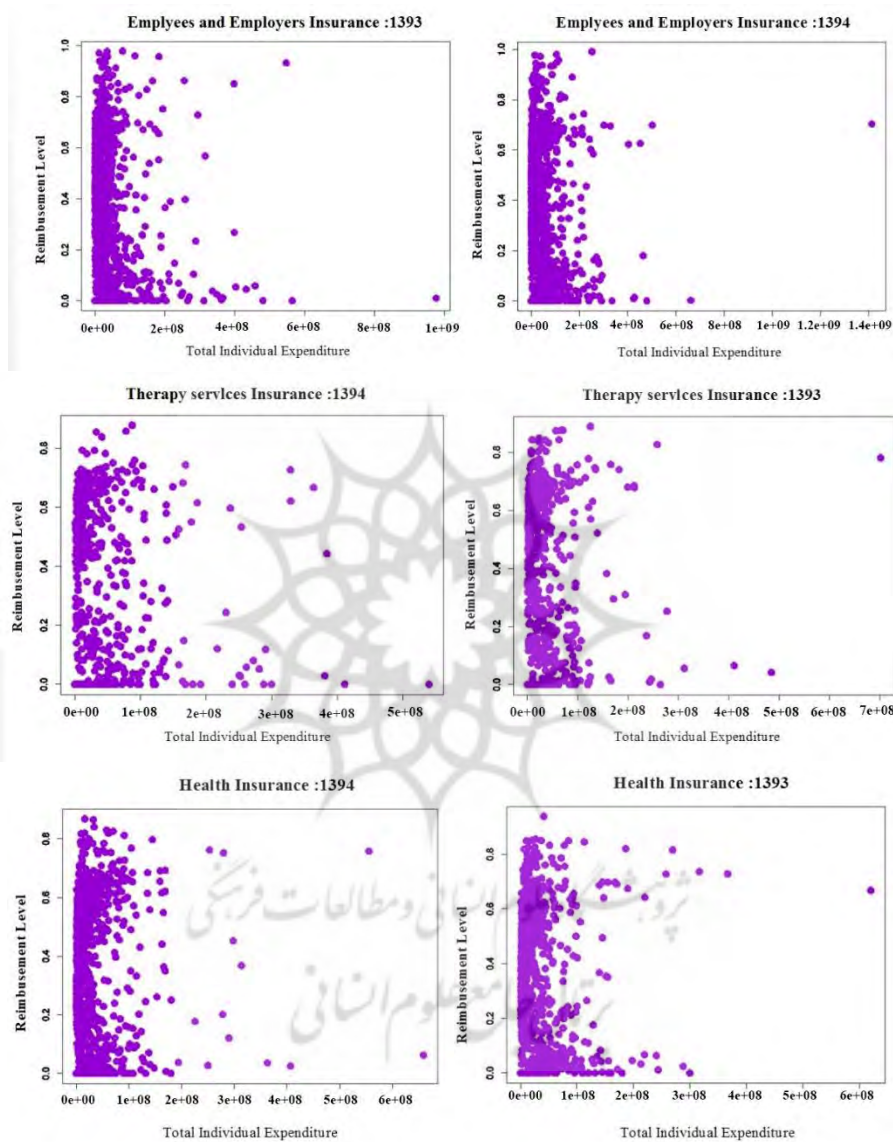 Emplyees and Employers Insurance :1393
Reimbusement Level
1.0
0.8
0.6
0.4
0.2
0.0
0e+00 2e+08 4e+08 6e+08 8e+08 1e+09
Total Individual Expenditure
Emplyees and Employers Insurance :1394
Reimbusement Level
1.0
0.8
0.6
0.4
0.2
0.0
0e+00 2e+08 4e+08 6e+08 8e+08 1e+09 1.2e+09 1.4e+09
Total Individual Expenditure
Therapy services Insurance :1394
Reimbusement Level
0.8
0.6
0.4
0.2
0.0
0e+00 1e+08 2e+08 3e+08 4e+08 5e+08
Total Individual Expenditure
Therapy services Insurance :1393
Reimbusement Level
0.8
0.6
0.4
0.2
0.0
0e+00 1e+08 2e+08 3e+08 4e+08 5e+08 6e+08 7e+08
Total Individual Expenditure
Health Insurance :1394
Reimbusement Level
0.8
0.6
0.4
0.2
0.0
0e+00 1e+08 2e+08 3e+08 4e+08 5e+08 6e+08
Total Individual Expenditure
Health Insurance :1393
Reimbusement Level
0.8
0.6
0.4
0.2
0.0
0e+00 1e+08 2e+08 3e+08 4e+08 5e+08 6e+08
Total Individual Expenditure
انسانی و مطالعات فرهنگی
علوم انسانی